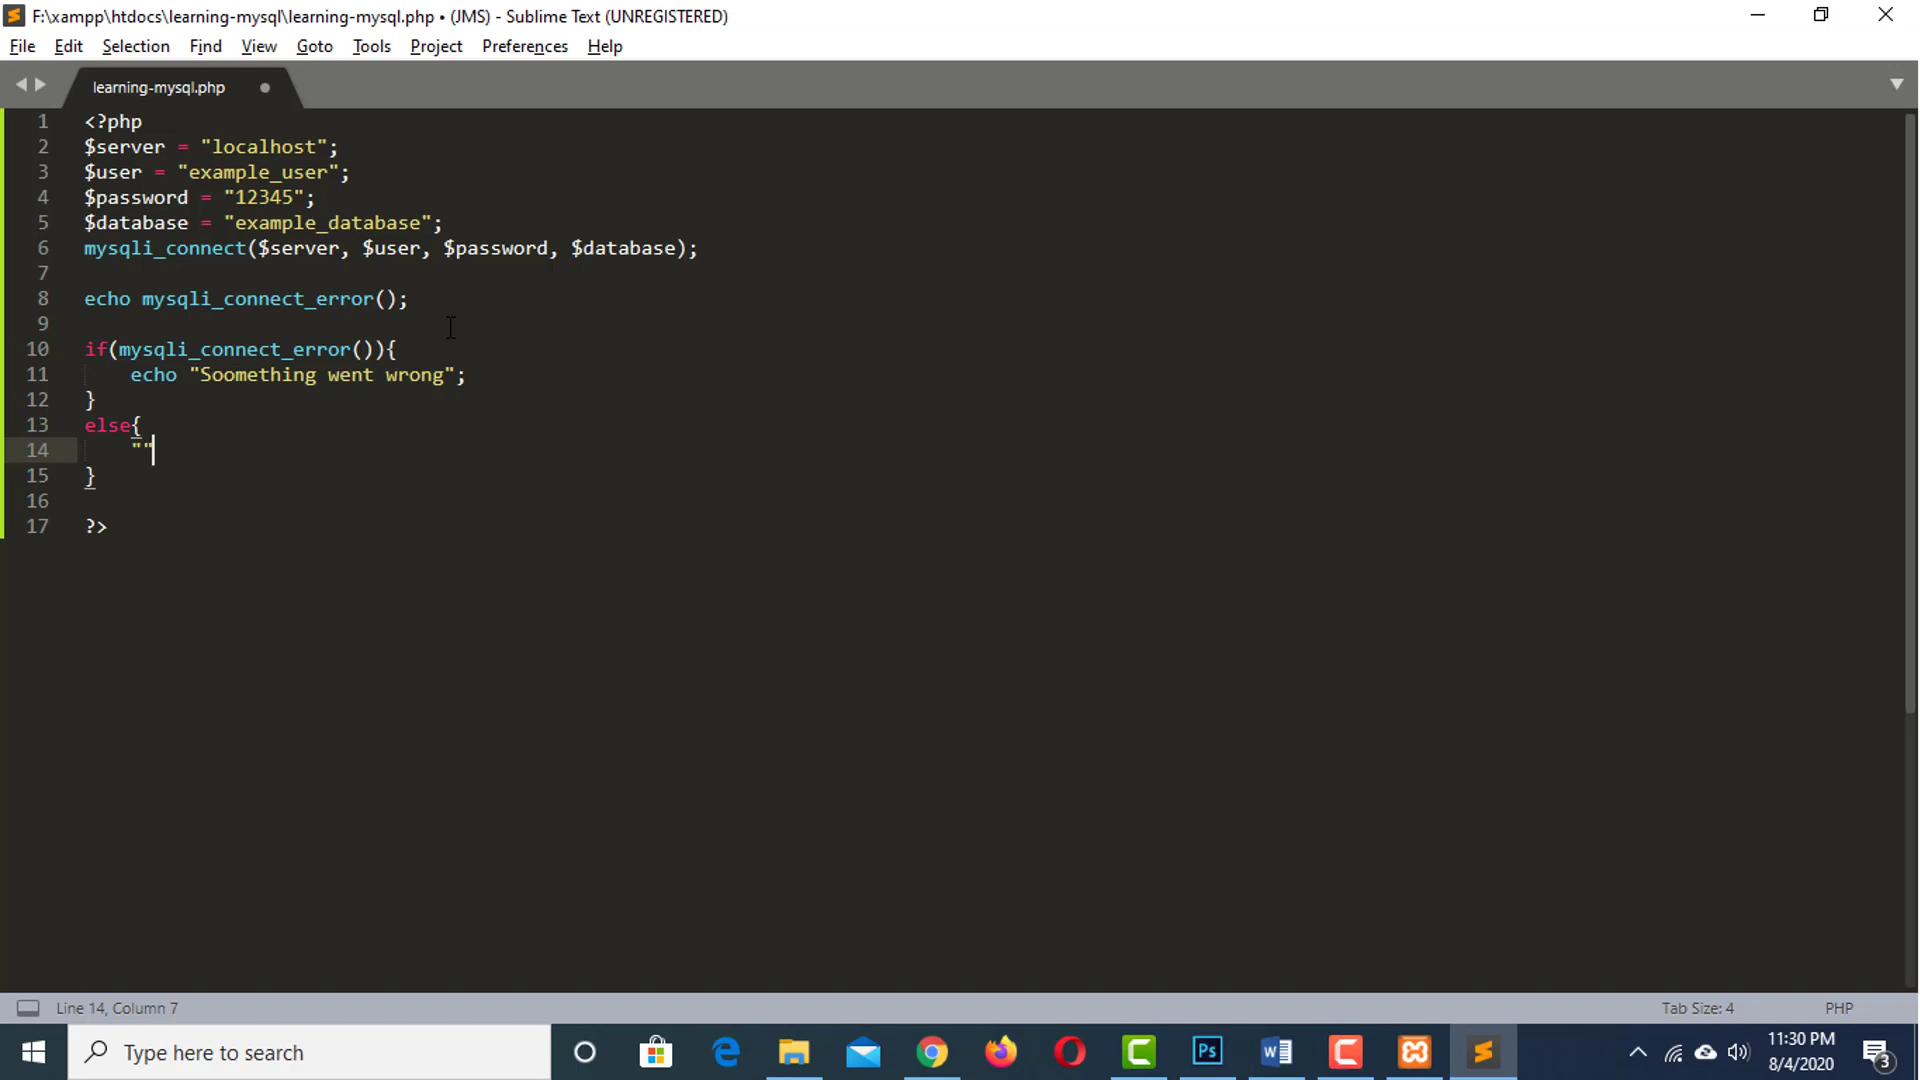 F:\xampp\htdocs\learning-mysql\learning-mysql.php • (JMS) - Sublime Text (UNREGISTERED)
File Edit Selection Find View Goto Tools Project Preferences Help
learning-mysql.php
1 <?php
2 $server = "localhost";
3 $user = "example_user";
4 $password = "12345";
5 $database = "example_database";
6 mysqli_connect($server, $user, $password, $database);
7
8 echo mysqli_connect_error();
9
10 if(mysqli_connect_error()){
11 echo "Soomething went wrong";
12 }
13 else{
14 ""
15 }
16
17 ?>
Line 14, Column 7 Tab Size: 4 PHP
Type here to search
Ps
11:30 PM
8/4/2020
3